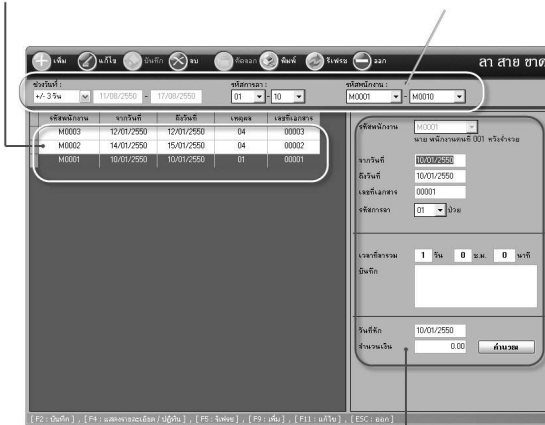 เพิ่ม แก้ไข บันทึก ลบ คัดลอก พิมพ์ รีเฟรช ออก ลา สาย ขาด
ช่วงวันที่ : รหัสการลา : รหัสพนักงาน :
+/- 3 วัน 11/08/2550 - 17/08/2550 01 - 10 M0001 - M0010
รหัสพนักงาน จากวันที่ ถึงวันที่ เหตุผล เลขที่เอกสาร
M0003 12/01/2550 12/01/2550 04 00003
M0002 14/01/2550 15/01/2550 04 00002
M0001 10/01/2550 10/01/2550 01 00001
รหัสพนักงาน M0001
นาย พนักงานคนที่ 001 หวังร่ำรวย
จากวันที่ 10/01/2550
ถึงวันที่ 10/01/2550
เลขที่เอกสาร 00001
รหัสการลา 01 ป่วย
เวลาที่ลารวม 1 วัน 0 ช.ม. 0 นาที
บันทึก
วันที่หัก 10/01/2550
จำนวนเงิน 0.00 คำนวณ
[ F2 : บันทึก ] , [ F4 : แสดงรายละเอียด / ปฏิทิน ] , [ F5 : รีเฟรช ] , [ F9 : เพิ่ม ] , [ F11 : แก้ไข ] , [ ESC : ออก ]